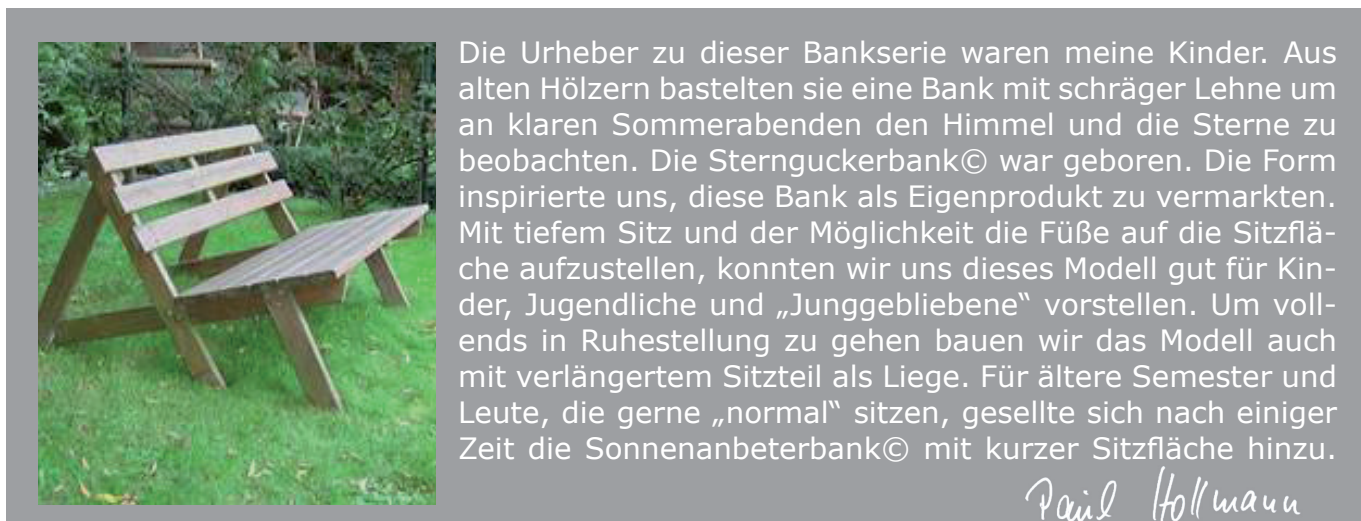 Die Urheber zu dieser Bankserie waren meine Kinder. Aus
alten Hölzern bastelten sie eine Bank mit schräger Lehne um
an klaren Sommerabenden den Himmel und die Sterne zu
beobachten. Die Sternguckerbank© war geboren. Die Form
inspirierte uns, diese Bank als Eigenprodukt zu vermarkten.
Mit tiefem Sitz und der Möglichkeit die Füße auf die Sitzflä-
che aufzustellen, konnten wir uns dieses Modell gut für Kin-
der, Jugendliche und „Junggebliebene“ vorstellen. Um voll-
ends in Ruhestellung zu gehen bauen wir das Modell auch
mit verlängertem Sitzteil als Liege. Für ältere Semester und
Leute, die gerne „normal“ sitzen, gesellte sich nach einiger
Zeit die Sonnenanbeterbank© mit kurzer Sitzfläche hinzu.
Paul Hollmann